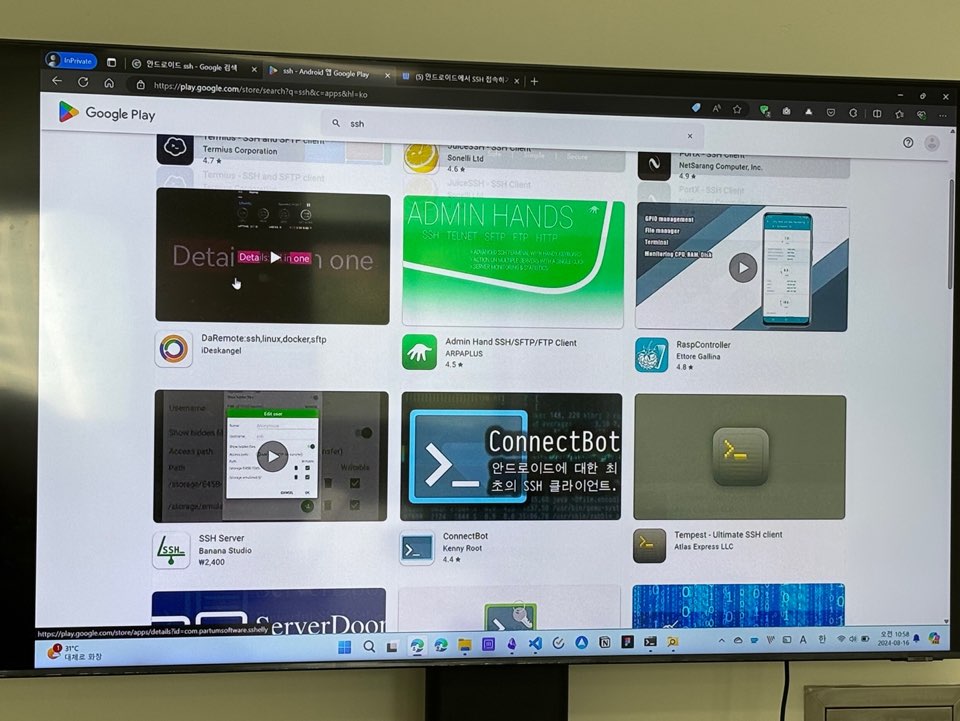 InPrivate
안드로이드 ssh - Google 검색
ssh - Android 앱 Google Play
(5) 안드로이드에서 SSH 접속하기
https://play.google.com/store/search?q=ssh&c=apps&hl=ko
Google Play
ssh
Termius - SSH and SFTP client
Termius Corporation
4.7★
JuiceSSH - SSH Client
Sonelli Ltd
4.6★
PortX - SSH Client
NetSarang Computer, Inc.
4.9★
Details in one
Details in one
ADMIN HANDS
SSH TELNET SFTP FTP HTTP
GPIO management
File manager
Terminal
Monitoring CPU, RAM, Disk
DaRemote:ssh,linux,docker,sftp
iDeskangel
Admin Hand SSH/SFTP/FTP Client
ARPAPLUS
4.5★
RaspController
Ettore Gallina
4.8★
Username
Show hidden fil
Access path
Path
Writable
Edit user
CANCEL
OK
ConnectBot
안드로이드에 대한 최
초의 SSH 클라이언트.
SSH Server
Banana Studio
₩2,400
ConnectBot
Kenny Root
4.4★
Tempest - Ultimate SSH client
Atlas Express LLC
ServerDoor
https://play.google.com/store/apps/details?id=com.partumsoftware.sshelly
31°C
대체로 화창
A
한
오전 10:58
2024-08-16